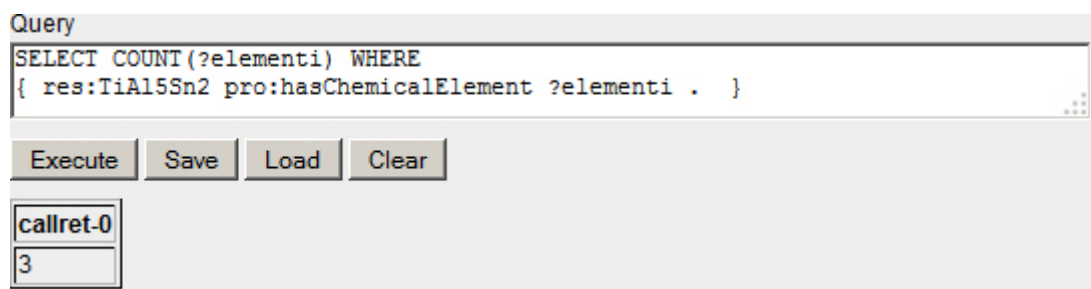 Query
SELECT COUNT(?elementi) WHERE
{ res:TiAl5Sn2 pro:hasChemicalElement ?elementi .  }
Execute Save Load Clear
callret-0
3